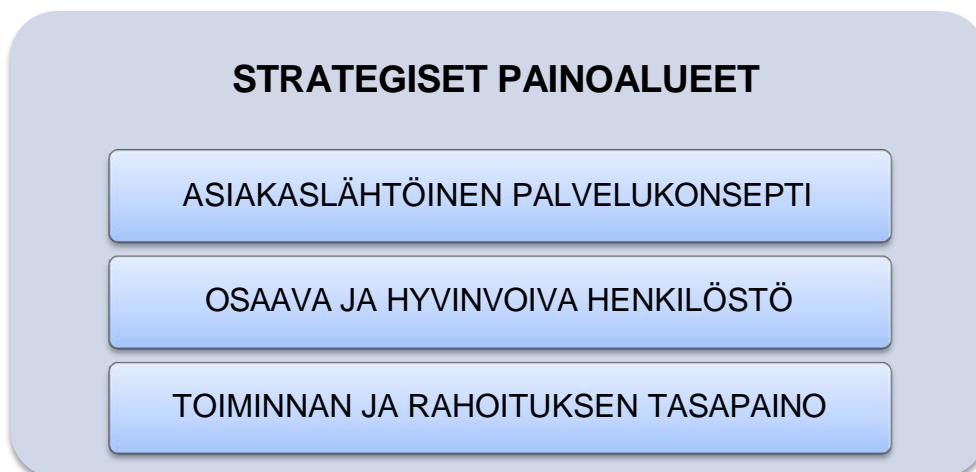 STRATEGISET PAINOALUEET
ASIAKASLÄHTÖINEN PALVELUKONSEPTI
OSAAVA JA HYVINVOIVA HENKILÖSTÖ
TOIMINNAN JA RAHOITUKSEN TASAPAINO